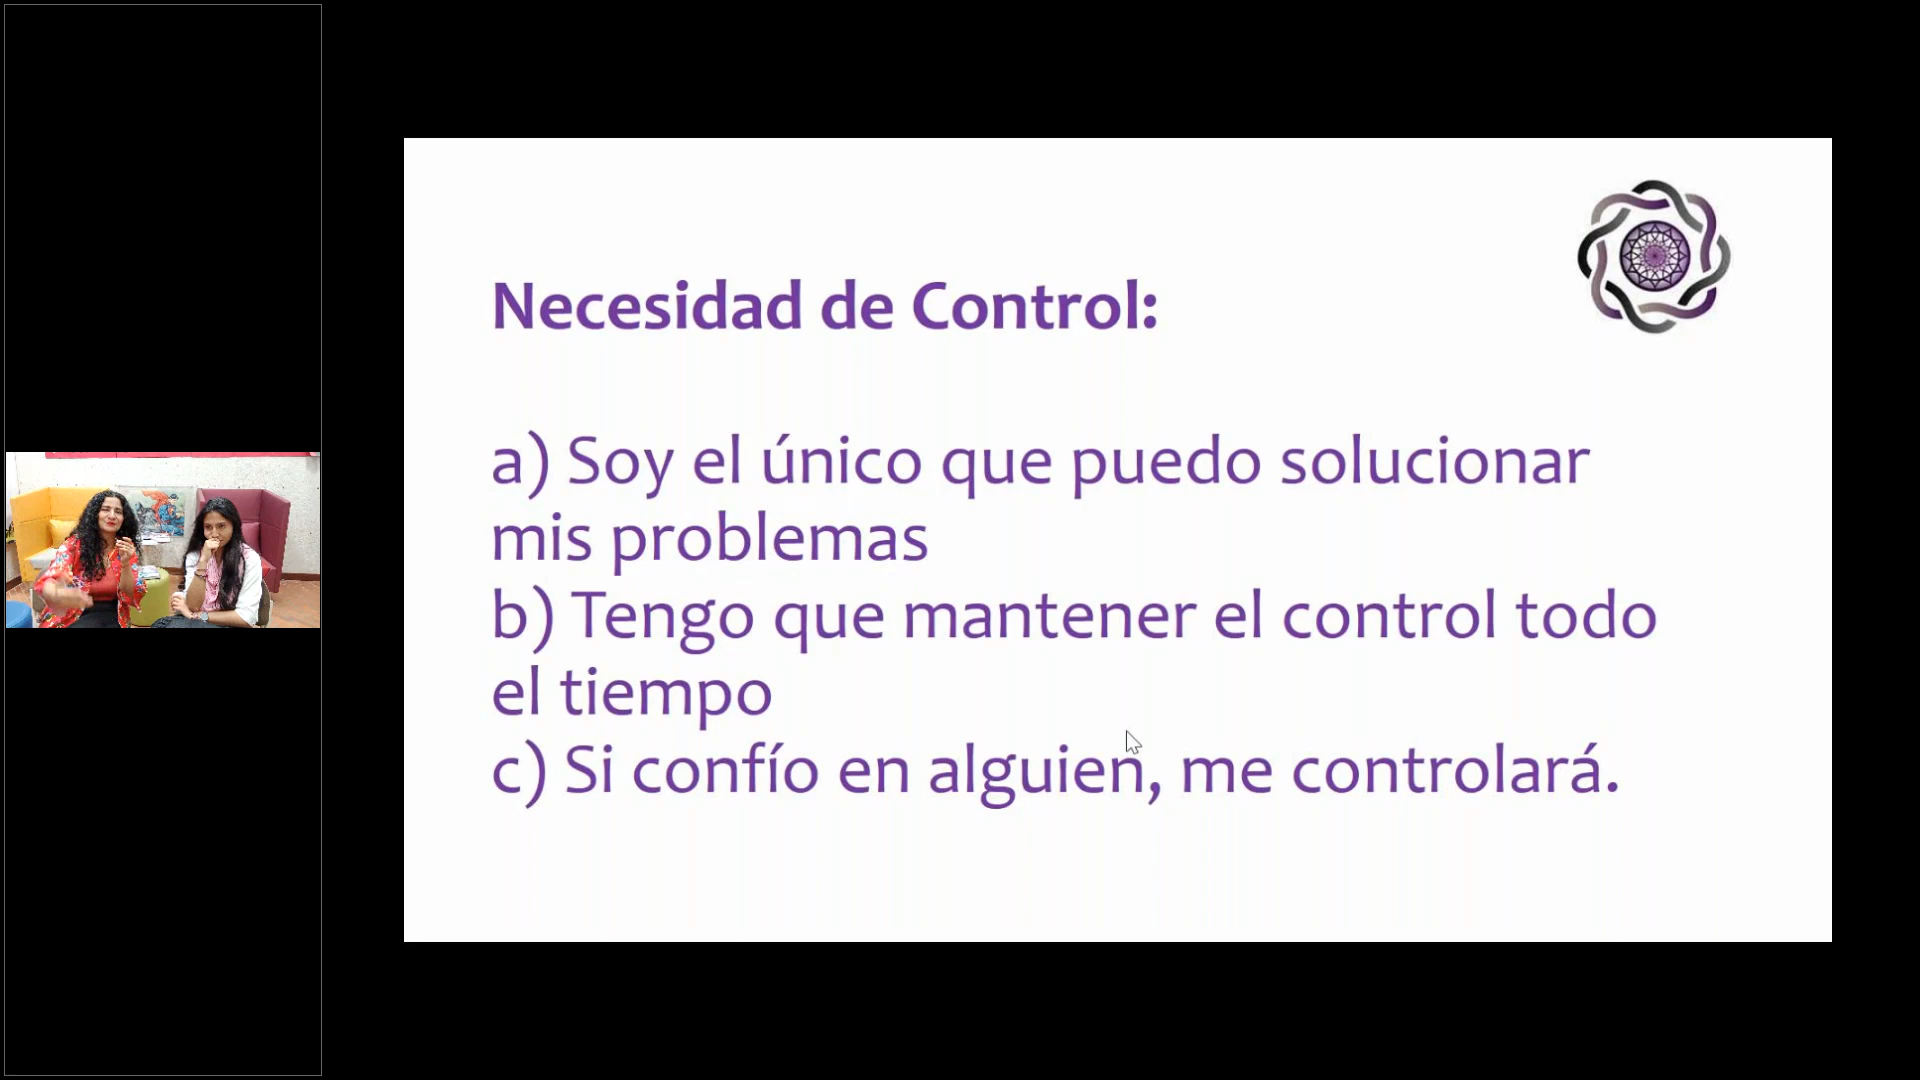 Necesidad de Control:
a) Soy el único que puedo solucionar
mis problemas
b) Tengo que mantener el control todo
el tiempo
c) Si confío en alguien, me controlará.